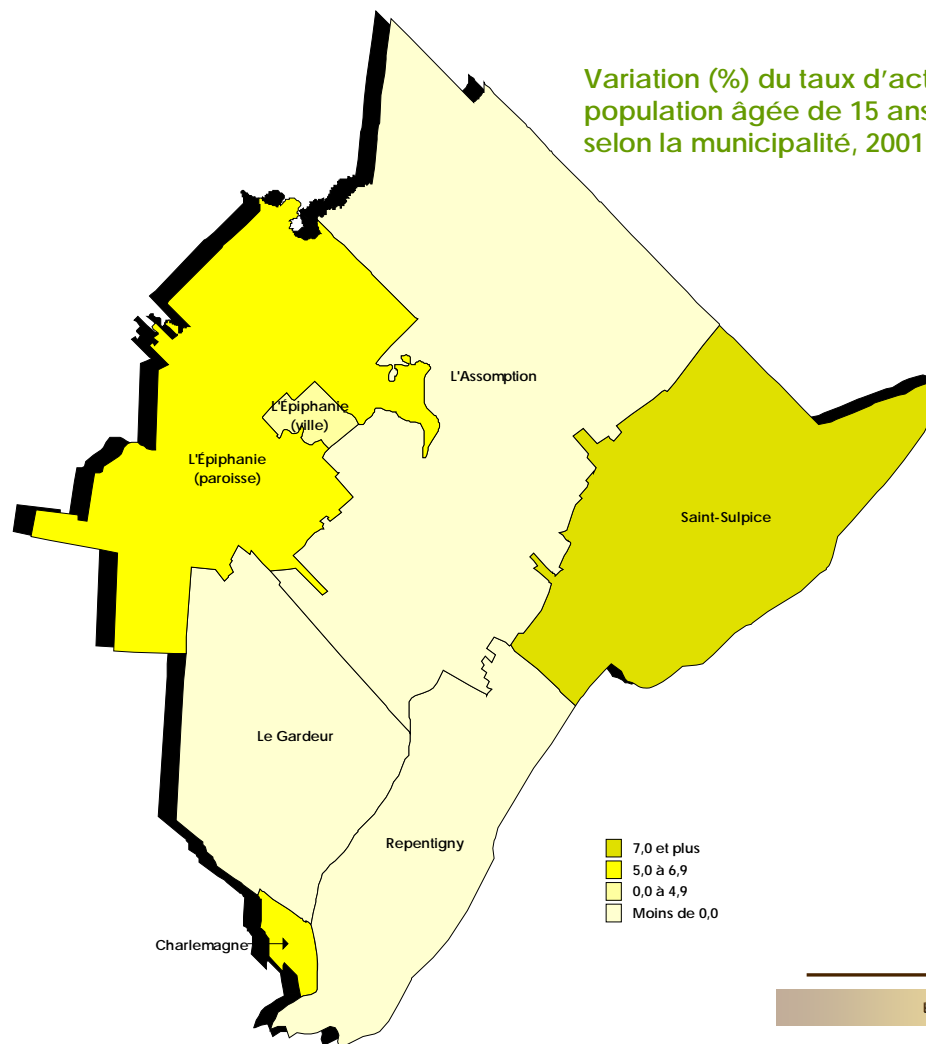 Variation (%) du taux d'act
population âgée de 15 ans
selon la municipalité, 2001
L'Assomption
L'Épiphanie
(ville)
L'Épiphanie
(paroisse)
Saint-Sulpice
Le Gardeur
Repentigny
7,0 et plus
5,0 à 6,9
0,0 à 4,9
Moins de 0,0
Charlemagne